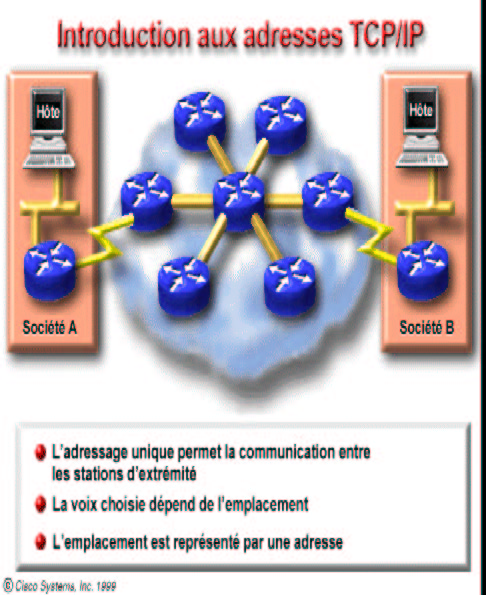 Introduction aux adresses TCP/IP
Hôte
Hôte
Société A
Société B
L'adressage unique permet la communication entre
les stations d'extrémité
La voix choisie dépend de l'emplacement
L'emplacement est représenté par une adresse
© Cisco Systems, Inc. 1999